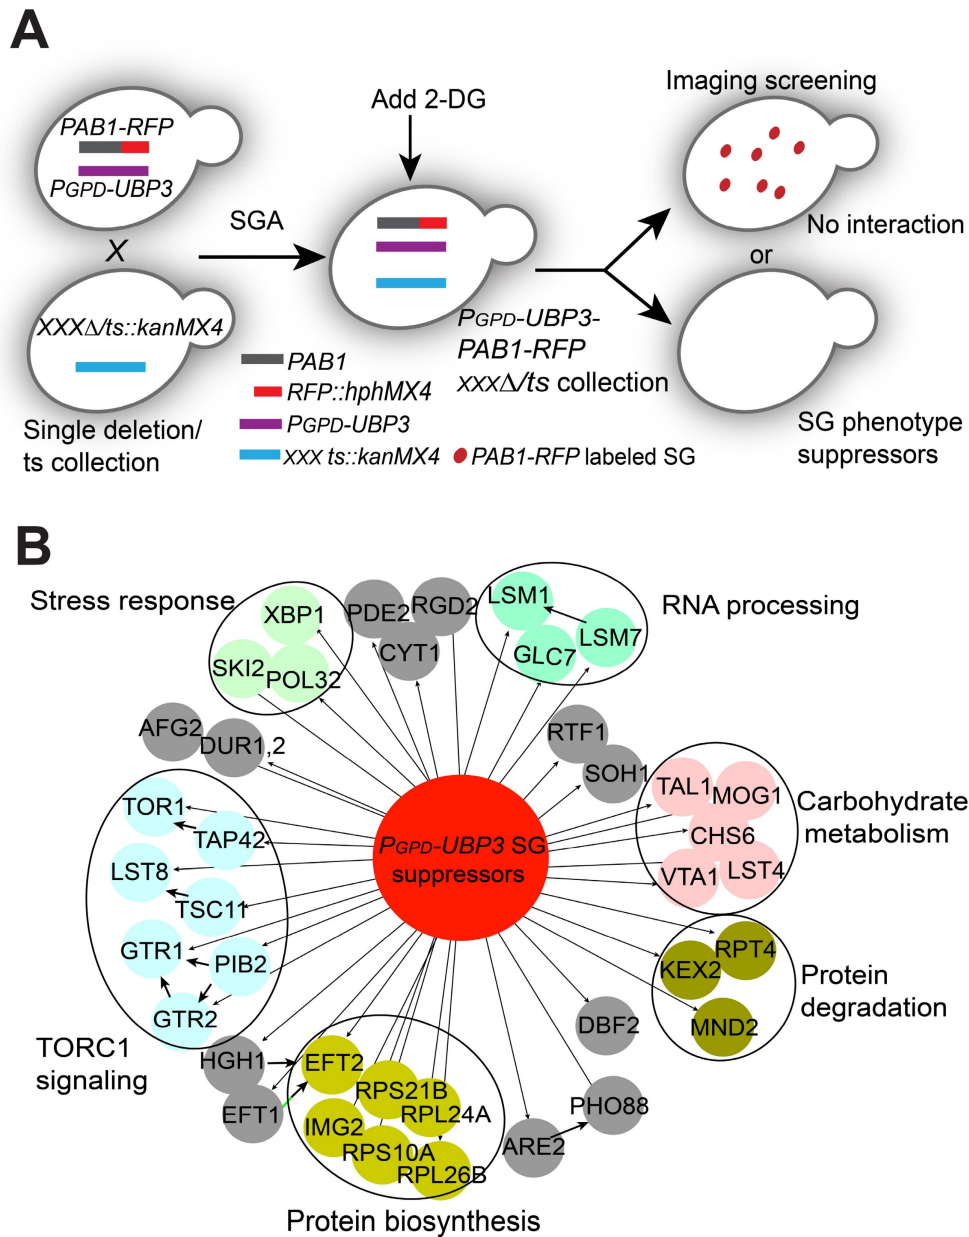 A
PAB1-RFP
PGPD-UBP3
X
XXXΔ/ts::kanMX4
Single deletion/
ts collection
SGA
Add 2-DG
PGPD-UBP3-
PAB1-RFP
xxxΔ/ts collection
PAB1
RFP::hphMX4
PGPD-UBP3
xxx ts::kanMX4
PAB1-RFP labeled SG
Imaging screening
No interaction
or
SG phenotype
suppressors
B
Stress response
XBP1
SKI2
POL32
PDE2
RGD2
CYT1
LSM1
LSM7
GLC7
RNA processing
AFG2
DUR1,2
RTF1
SOH1
TOR1
TAP42
LST8
TSC11
GTR1
PIB2
GTR2
TORC1
signaling
PGPD-UBP3 SG
suppressors
TAL1
MOG1
CHS6
VTA1
LST4
Carbohydrate
metabolism
KEX2
RPT4
MND2
Protein
degradation
HGH1
EFT1
EFT2
RPS21B
RPL24A
IMG2
RPS10A
RPL26B
Protein biosynthesis
DBF2
PHO88
ARE2